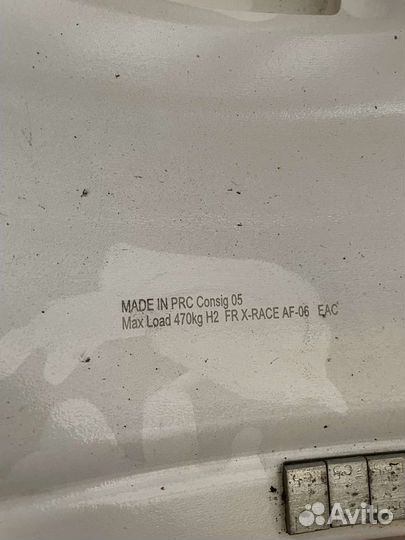 MADE IN PRC Consig 05
Max Load 470kg H2 FR X-RACE AF-06 EAC
Avito